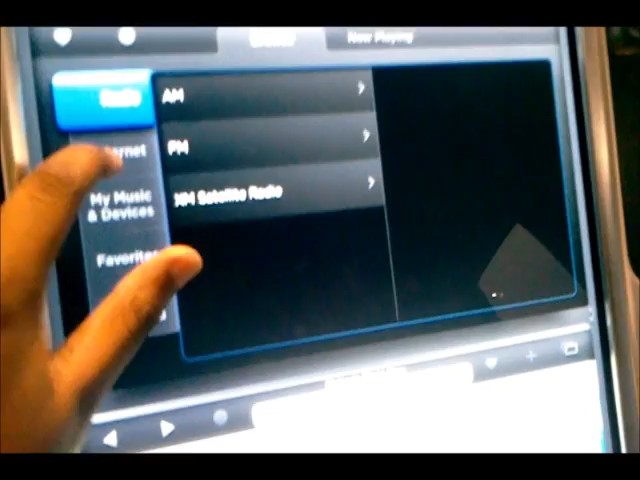 Now Playing
Radio
AM
FM
My Music
& Devices
XM Satellite Radio